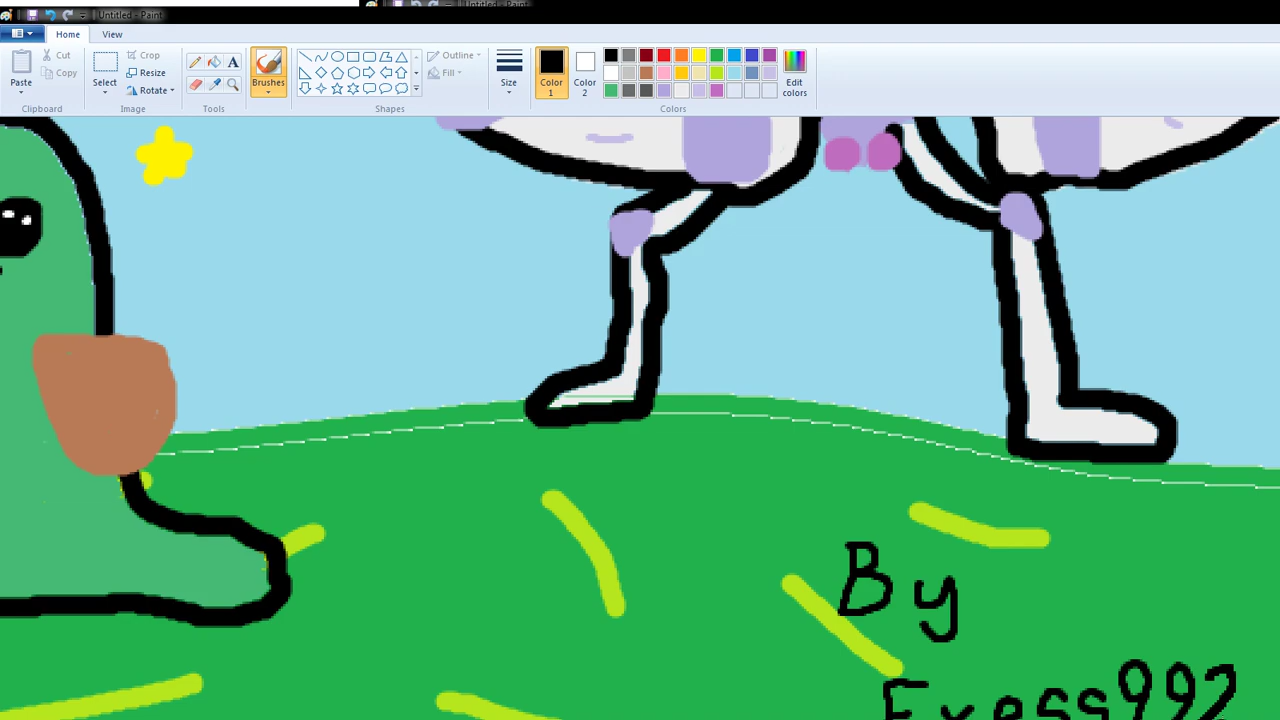 Untitled - Paint
Home View
Paste
Cut
Copy
Clipboard
Select
Crop
Resize
Rotate
Image
Tools
Brushes
Shapes
Outline
Fill
Size
Color 1
Color 2
Edit colors
Colors
By
Exess992